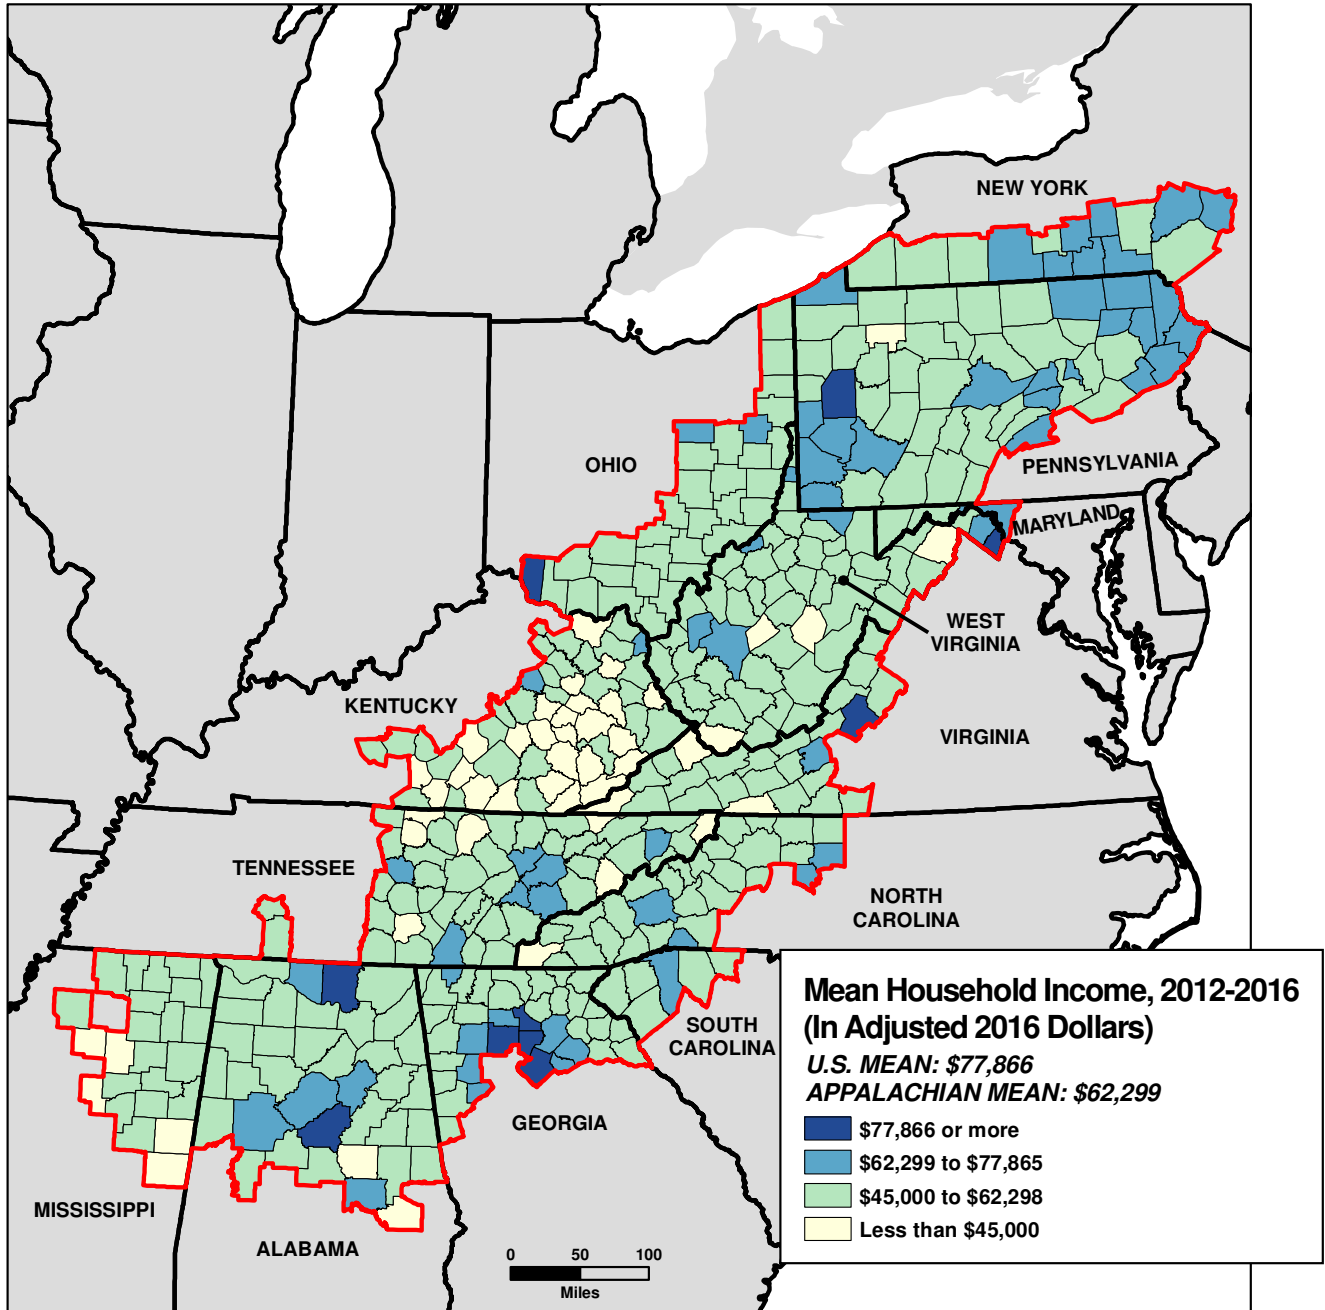 NEW YORK
OHIO
PENNSYLVANIA
MARYLAND
WEST
VIRGINIA
KENTUCKY
VIRGINIA
TENNESSEE
NORTH
CAROLINA
SOUTH
CAROLINA
GEORGIA
MISSISSIPPI
ALABAMA
0 50 100
Miles
Mean Household Income, 2012-2016
(In Adjusted 2016 Dollars)
U.S. MEAN: $77,866
APPALACHIAN MEAN: $62,299
$77,866 or more
$62,299 to $77,865
$45,000 to $62,298
Less than $45,000